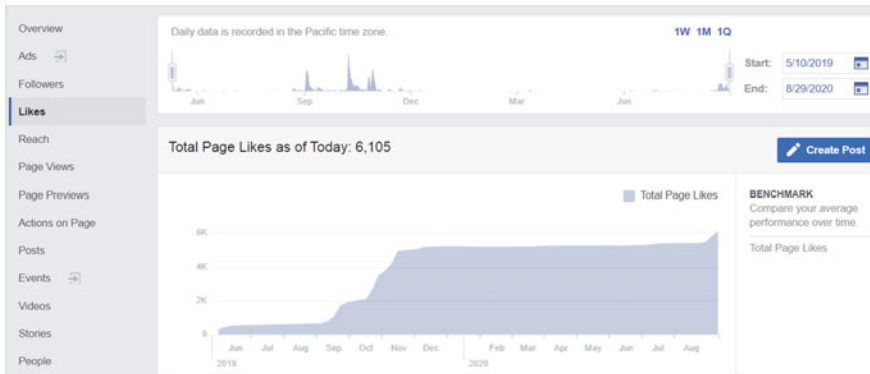 Overview
Ads
Followers
Likes
Reach
Page Views
Page Previews
Actions on Page
Posts
Events
Videos
Stories
People
Daily data is recorded in the Pacific time zone.
1W 1M 1Q
Jun Sep Dec Mar Jun
Start: 5/10/2019
End: 8/29/2020
Total Page Likes as of Today: 6,105
Create Post
Total Page Likes
6K
4K
2K
0
Jun Jul Aug Sep Oct Nov Dec Feb Mar Apr May Jun Jul Aug
2019 2020
BENCHMARK
Compare your average
performance over time.
Total Page Likes